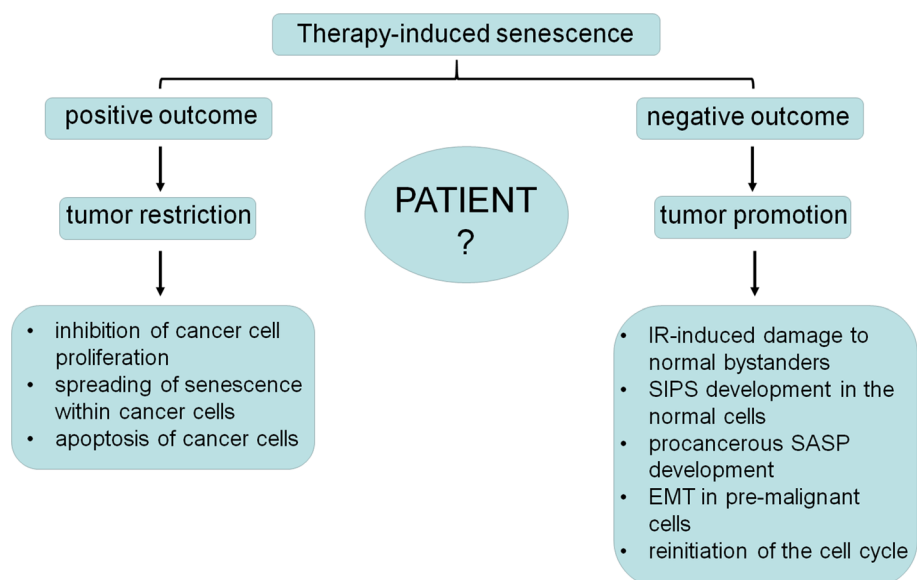 Therapy-induced senescence
positive outcome
negative outcome
PATIENT
?
tumor restriction
tumor promotion
• inhibition of cancer cell
proliferation
• spreading of senescence
within cancer cells
• apoptosis of cancer cells
• IR-induced damage to
normal bystanders
• SIPS development in the
normal cells
• procancerous SASP
development
• EMT in pre-malignant
cells
• reinitiation of the cell cycle